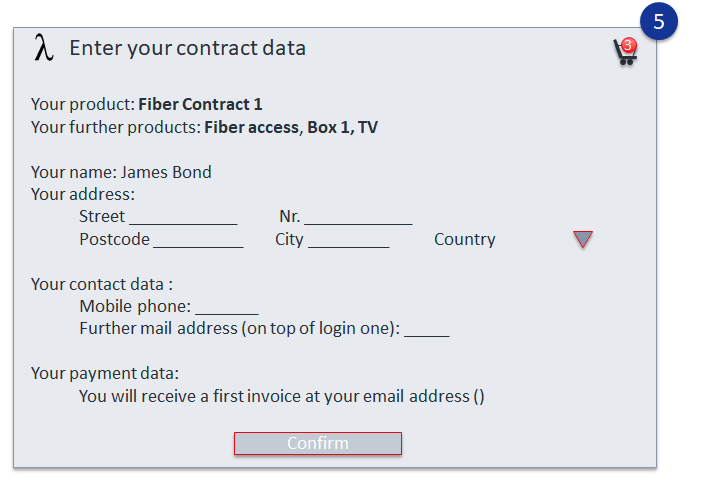 5
λ Enter your contract data
3
Your product: Fiber Contract 1
Your further products: Fiber access, Box 1, TV
Your name: James Bond
Your address:
Street ____________ Nr. ____________
Postcode __________ City _________ Country
Your contact data :
Mobile phone: _______
Further mail address (on top of login one): _____
Your payment data:
You will receive a first invoice at your email address ()
Confirm